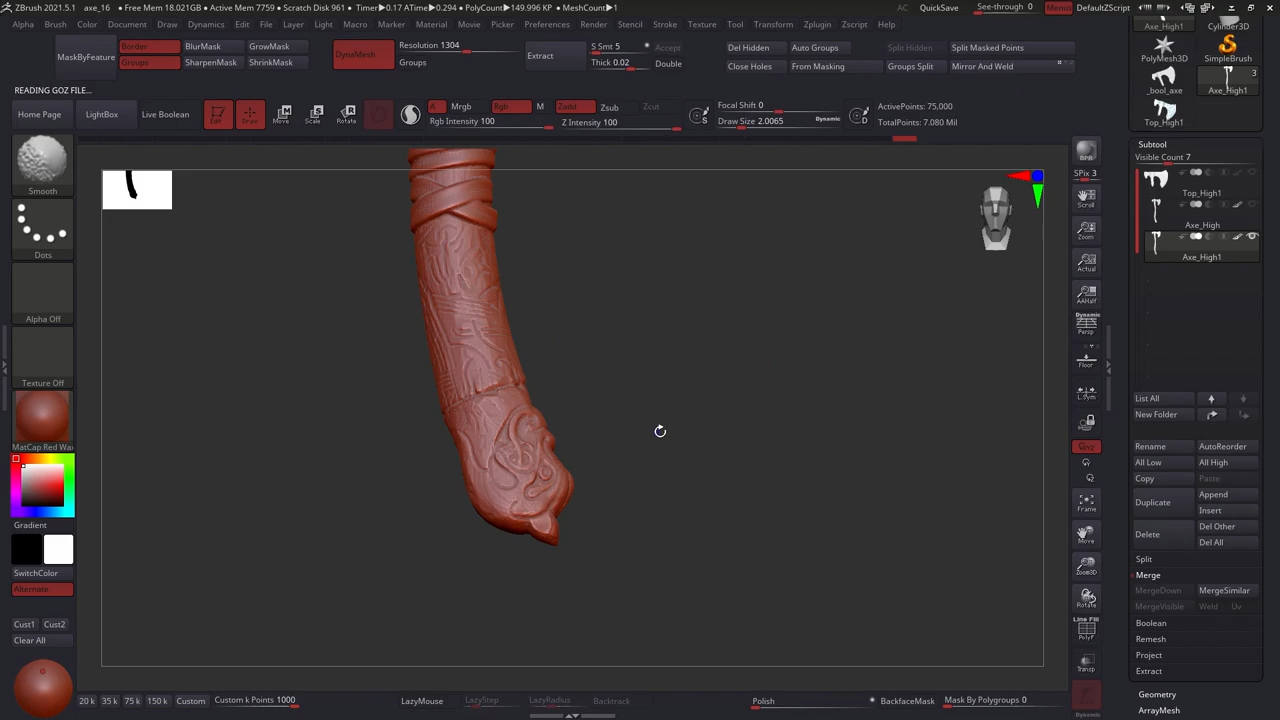 ZBrush 2021.5.1 axe_16 ● Free Mem 18.021GB ● Active Mem 7759 ● Scratch Disk 961 ● Timer▶0.17 ATime▶0.294 ● PolyCount▶149.996 KP ● MeshCount▶1 AC QuickSave See-through 0 Menus DefaultZScript
Alpha Brush Color Document Draw Dynamics Edit File Layer Light Macro Marker Material Movie Picker Preferences Render Stencil Stroke Texture Tool Transform Zplugin Zscript Help
MaskByFeature
Border
Groups
BlurMask GrowMask
SharpenMask ShrinkMask
DynaMesh
Resolution 1304
Groups
Extract
S Smt 5
Thick 0.02
Accept
Double
Del Hidden Auto Groups Split Hidden Split Masked Points
Close Holes From Masking Groups Split Mirror And Weld
READING GOZ FILE...
Home Page LightBox Live Boolean Edit Draw Move Scale Rotate
A Mrgb Rgb M Zadd Zsub Zcut
Rgb Intensity 100 Z Intensity 100
S
Focal Shift 0
Draw Size 2.0065 Dynamic
D
ActivePoints: 75.000
TotalPoints: 7.080 Mil
Smooth
Dots
Alpha Off
Texture Off
MatCap Red Wa
Gradient
SwitchColor
Alternate
Cust1 Cust2
Clear All
BPR
SPix 3
Scroll
Zoom
Actual
AAHalf
Dynamic
Persp
Floor
L.Sym
Frame
Move
Zoom3D
Rotate
Line Fill
PolyF
Transp
Dynamic
Axe_High1 Cylinder3D
PolyMesh3D SimpleBrush
3
_bool_axe Axe_High1
Top_High1
Subtool
Visible Count 7
Top_High1
Axe_High
Axe_High1
List All
New Folder
Rename AutoReorder
All Low All High
Copy Paste
Duplicate Append
Insert
Delete Del Other
Del All
Split
Merge
MergeDown MergeSimilar
MergeVisible Weld Uv
Boolean
Remesh
Project
Extract
Geometry
ArrayMesh
20 k 35 k 75 k 150 k Custom Custom k Points 1000 LazyMouse LazyStep LazyRadius Backtrack Polish BackfaceMask Mask By Polygroups 0